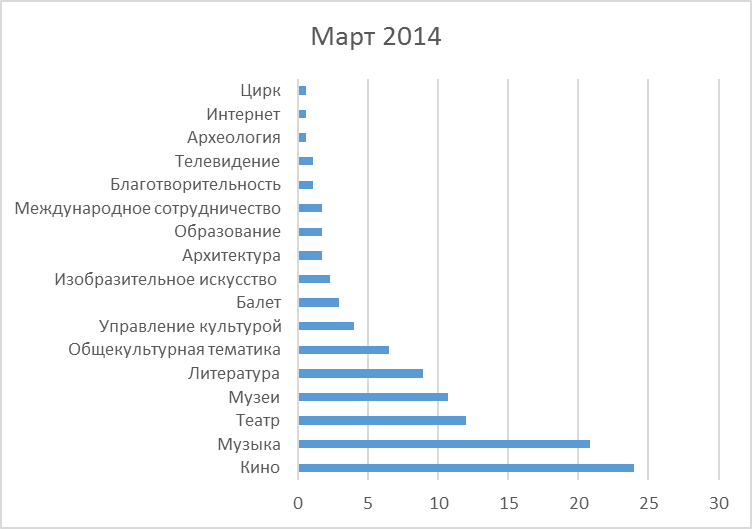 Март 2014
Цирк
Интернет
Археология
Телевидение
Благотворительность
Международное сотрудничество
Образование
Архитектура
Изобразительное искусство
Балет
Управление культурой
Общекультурная тематика
Литература
Музеи
Театр
Музыка
Кино
0 5 10 15 20 25 30